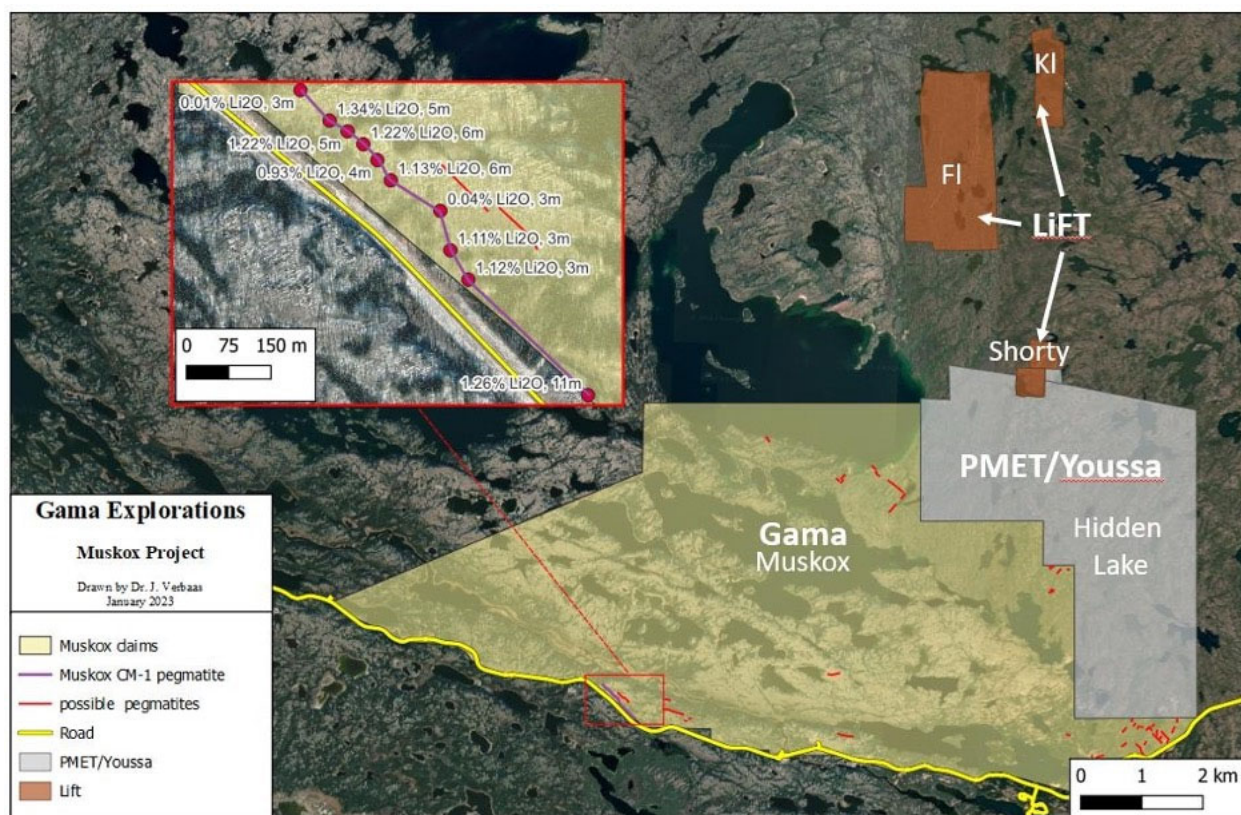 0.01% Li2O, 3m
1.34% Li2O, 5m
1.22% Li2O, 6m
1.22% Li2O, 5m
0.93% Li2O, 4m
1.13% Li2O, 6m
0.04% Li2O, 3m
1.11% Li2O, 3m
1.12% Li2O, 3m
1.26% Li2O, 11m
0 75 150 m
Kl
Fl
LiFT
Shorty
PMET/Youssa
Hidden
Lake
Gama
Muskox
Gama Explorations
Muskox Project
Drawn by Dr. J. Verbaas
January 2023
Muskox claims
Muskox CM-1 pegmatite
possible pegmatites
Road
PMET/Youssa
Lift
0 1 2 km